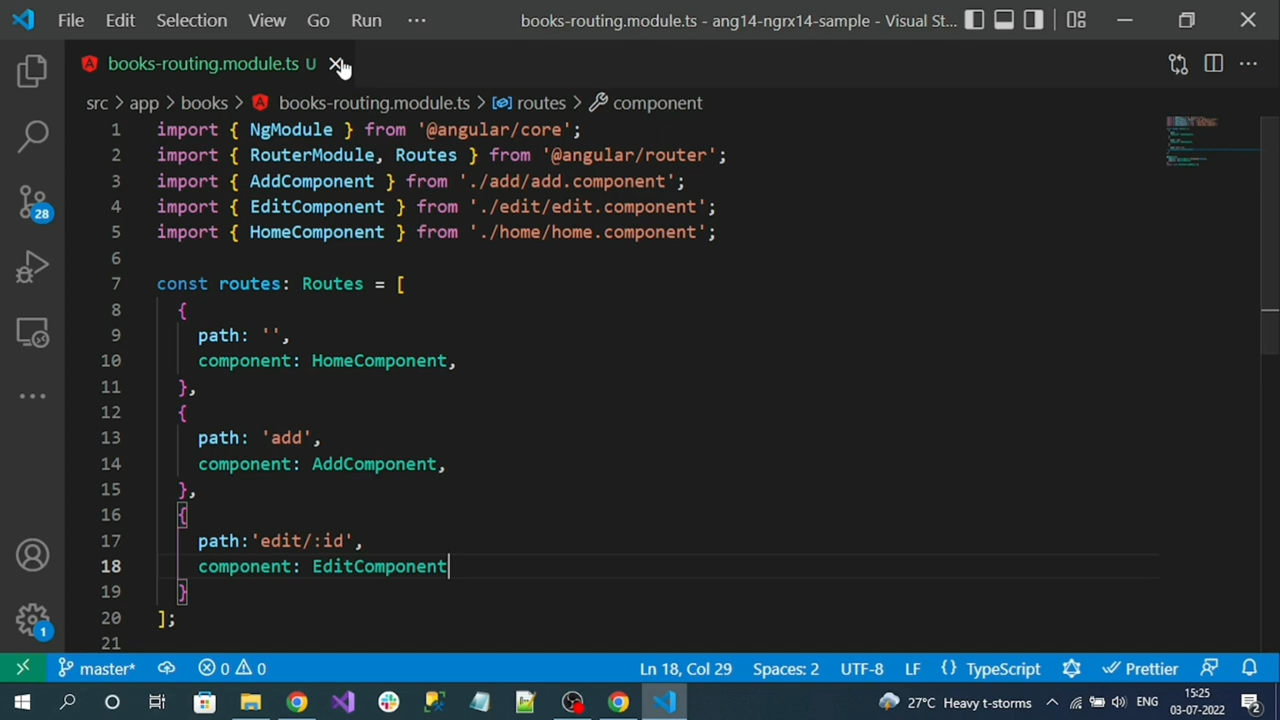 File Edit Selection View Go Run ··· books-routing.module.ts - ang14-ngrx14-sample - Visual St...
books-routing.module.ts U
src > app > books > books-routing.module.ts > routes > component
1 import { NgModule } from '@angular/core';
2 import { RouterModule, Routes } from '@angular/router';
3 import { AddComponent } from './add/add.component';
4 import { EditComponent } from './edit/edit.component';
5 import { HomeComponent } from './home/home.component';
6
7 const routes: Routes = [
8 {
9 path: '',
10 component: HomeComponent,
11 },
12 {
13 path: 'add',
14 component: AddComponent,
15 },
16 {
17 path:'edit/:id',
18 component: EditComponent
19 }
20 ];
21
28
1
master* 0 0 Ln 18, Col 29 Spaces: 2 UTF-8 LF {} TypeScript Prettier
27°C Heavy t-storms ENG 15:25
03-07-2022 2